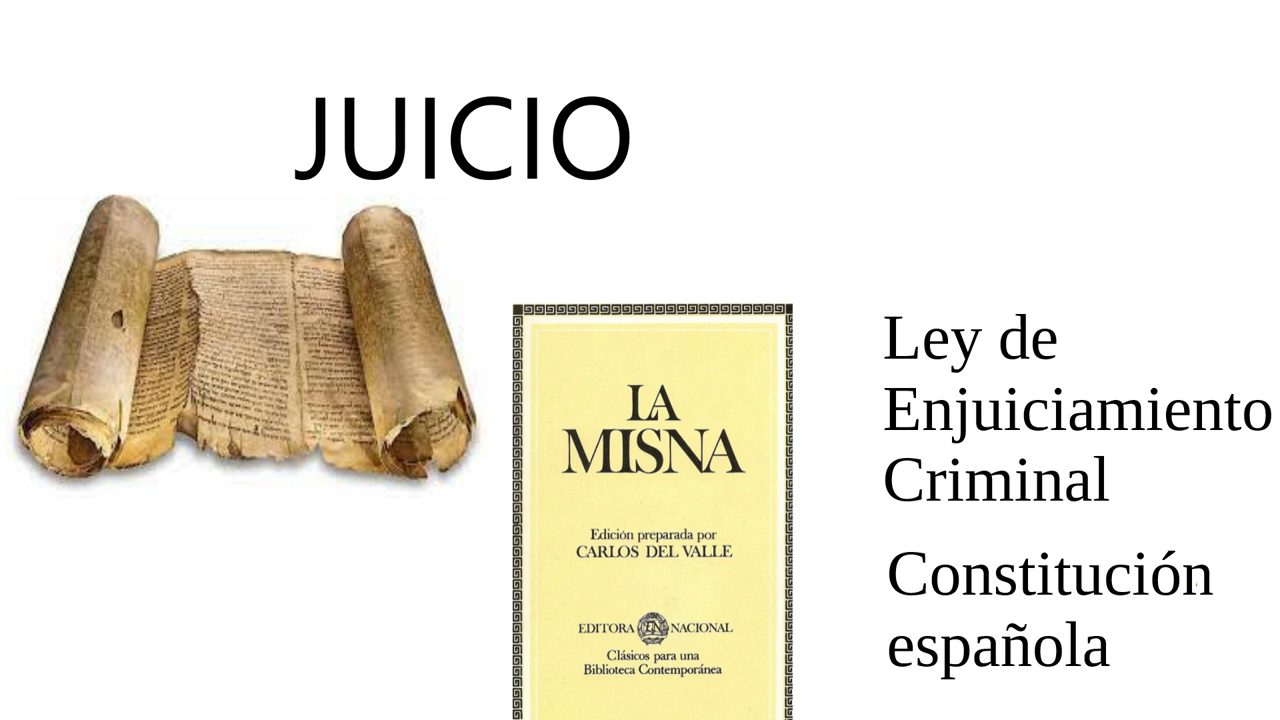 JUICIO
LA
MISNA
Edición preparada por
CARLOS DEL VALLE
EDITORA NACIONAL
Clásicos para una
Biblioteca Contemporánea
Ley de
Enjuiciamiento
Criminal
Constitución
española